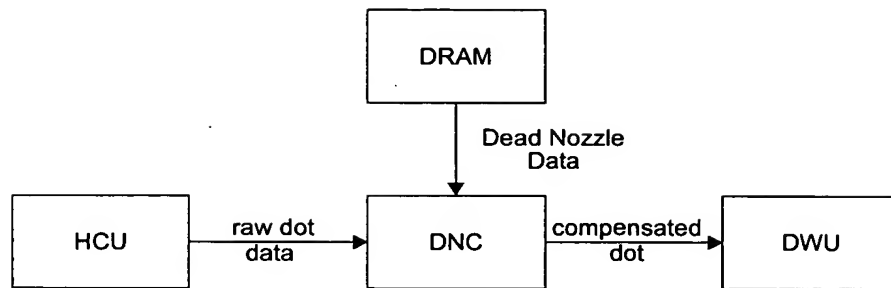 DRAM
Dead Nozzle
Data
HCU
raw dot
data
DNC
compensated
dot
DWU